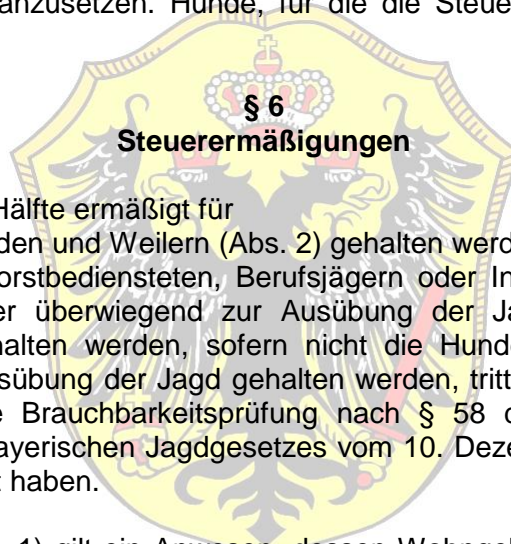 anzusetzen. Hunde, für die die Steue
§ 6
Steuerermäßigungen
Hälfte ermäßigt für
den und Weilern (Abs. 2) gehalten werd
orstbediensteten, Berufsjägern oder In
er überwiegend zur Ausübung der Ja
halten werden, sofern nicht die Hunde
sübung der Jagd gehalten werden, tritt
e Brauchbarkeitsprüfung nach § 58 d
ayerischen Jagdgesetzes vom 10. Deze
t haben.
1) gilt ein Anwesen, dessen Wohngeb